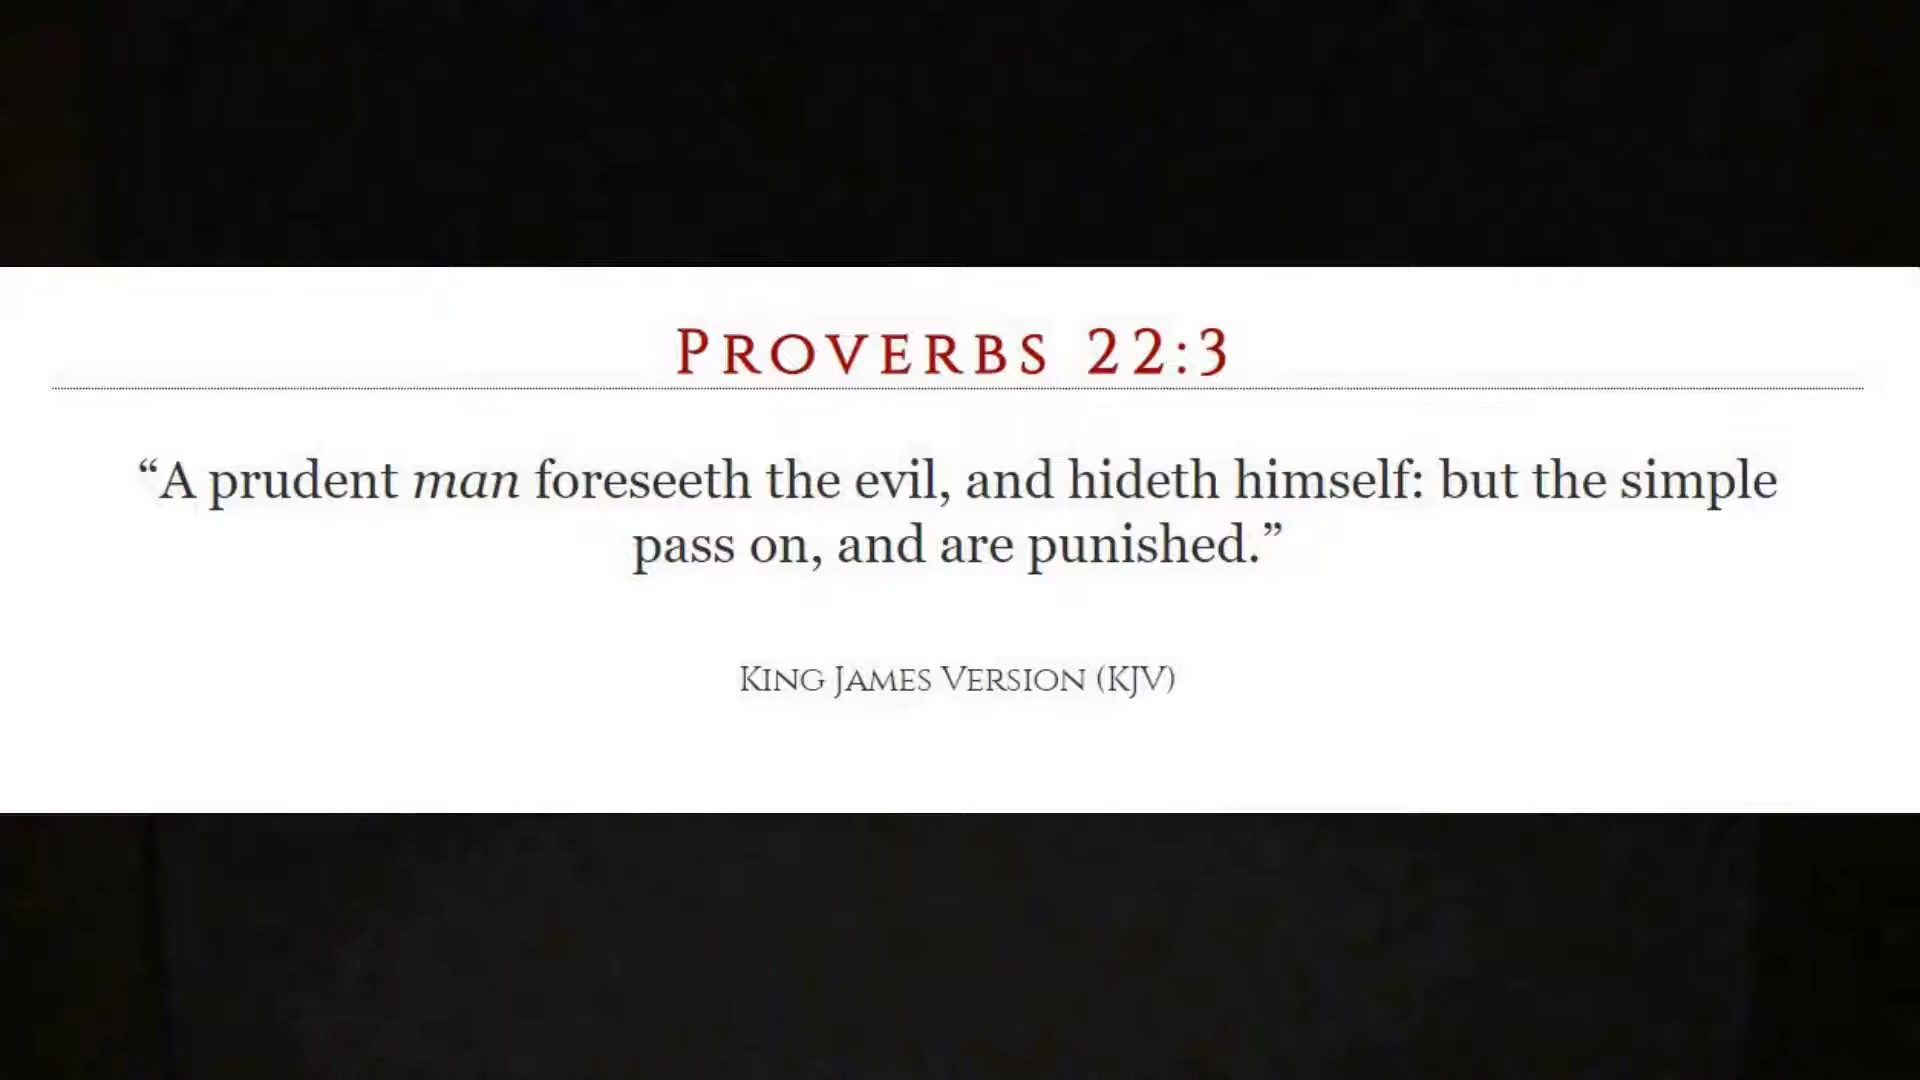 PROVERBS 22:3
“A prudent man foreseeth the evil, and hideth himself: but the simple
pass on, and are punished.”
KING JAMES VERSION (KJV)